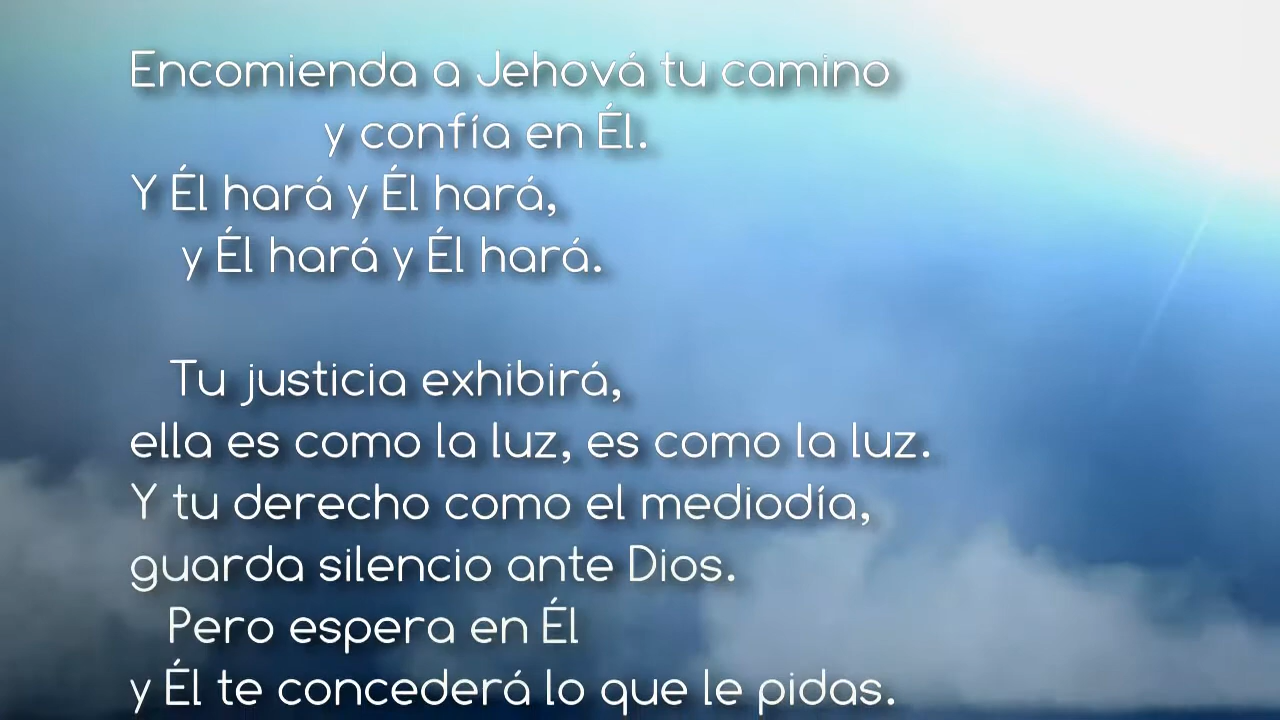 Encomienda a Jehová tu camino
y confía en Él.
Y Él hará y Él hará,
y Él hará y Él hará.
Tu justicia exhibirá,
ella es como la luz, es como la luz.
Y tu derecho como el mediodía,
guarda silencio ante Dios.
Pero espera en Él
y Él te concederá lo que le pidas.